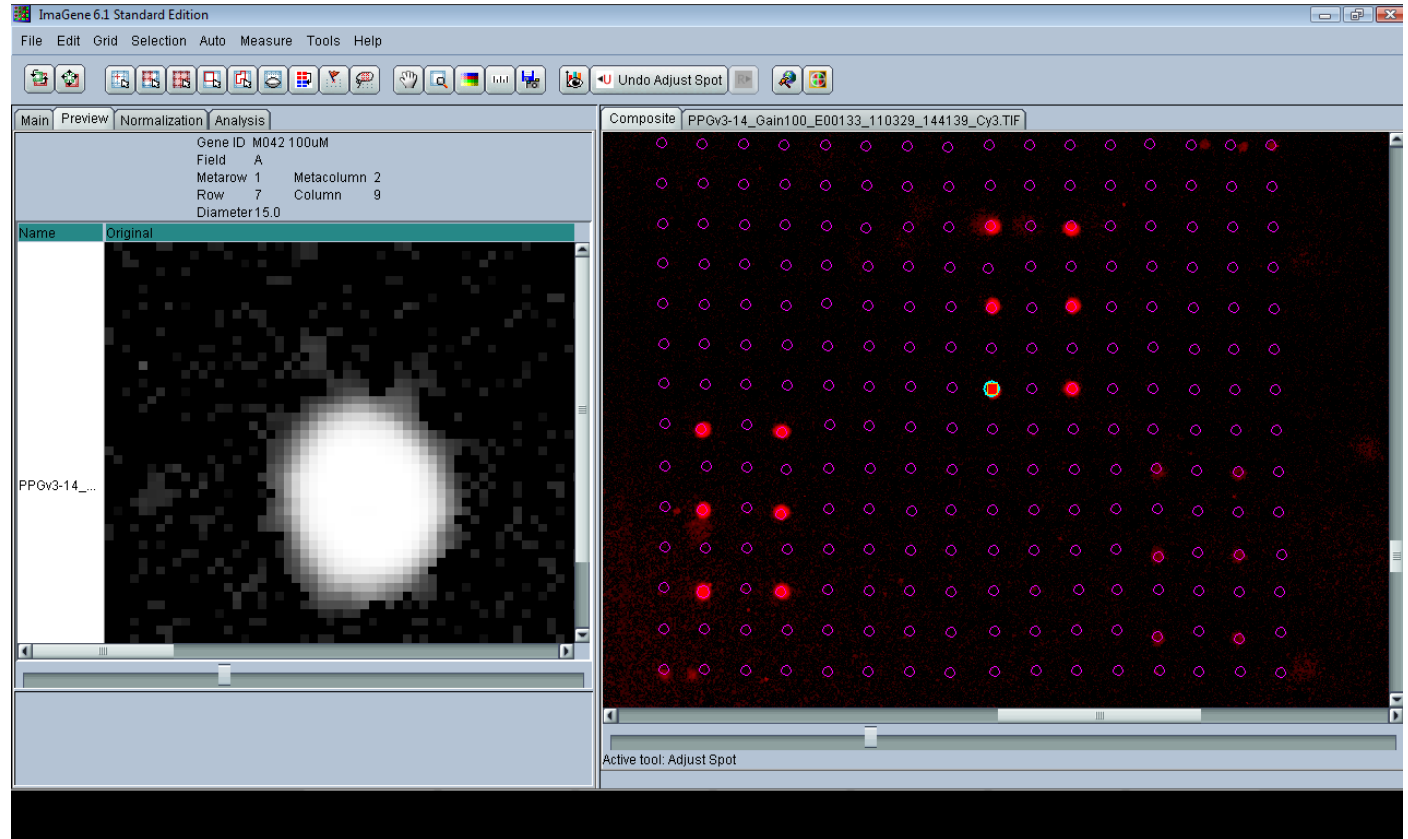 ImaGene 6.1 Standard Edition
File Edit Grid Selection Auto Measure Tools Help
U Undo Adjust Spot
Main Preview Normalization Analysis
Gene ID M042 100uM
Field A
Metarow 1 Metacolumn 2
Row 7 Column 9
Diameter 15.0
Name Original
PPGv3-14_...
Composite PPGv3-14_Gain100_E00133_110329_144139_Cy3.TIF
Active tool: Adjust Spot